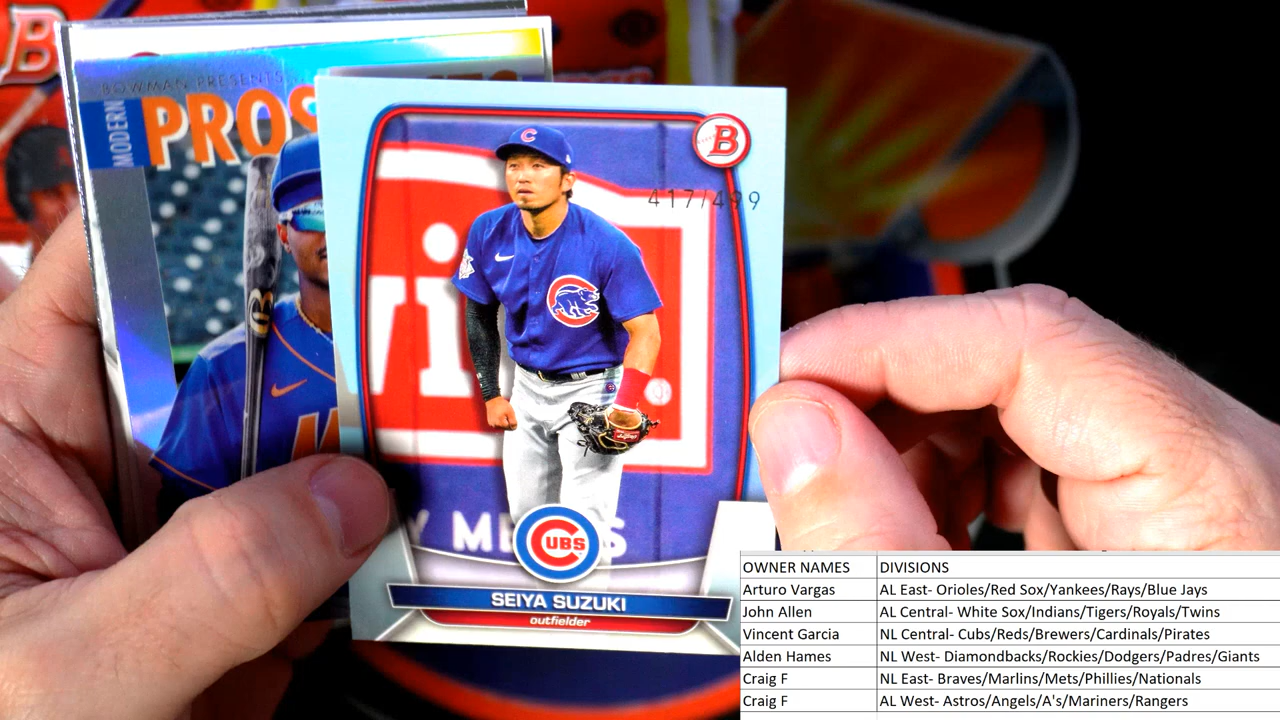 B
BOWMAN PRESENTS
MODERN
PROS
B
417/499
C
Y M
CUBS
SEIYA SUZUKI
outfielder
OWNER NAMES DIVISIONS
Arturo Vargas AL East- Orioles/Red Sox/Yankees/Rays/Blue Jays
John Allen AL Central- White Sox/Indians/Tigers/Royals/Twins
Vincent Garcia NL Central- Cubs/Reds/Brewers/Cardinals/Pirates
Alden Hames NL West- Diamondbacks/Rockies/Dodgers/Padres/Giants
Craig F NL East- Braves/Marlins/Mets/Phillies/Nationals
Craig F AL West- Astros/Angels/A's/Mariners/Rangers